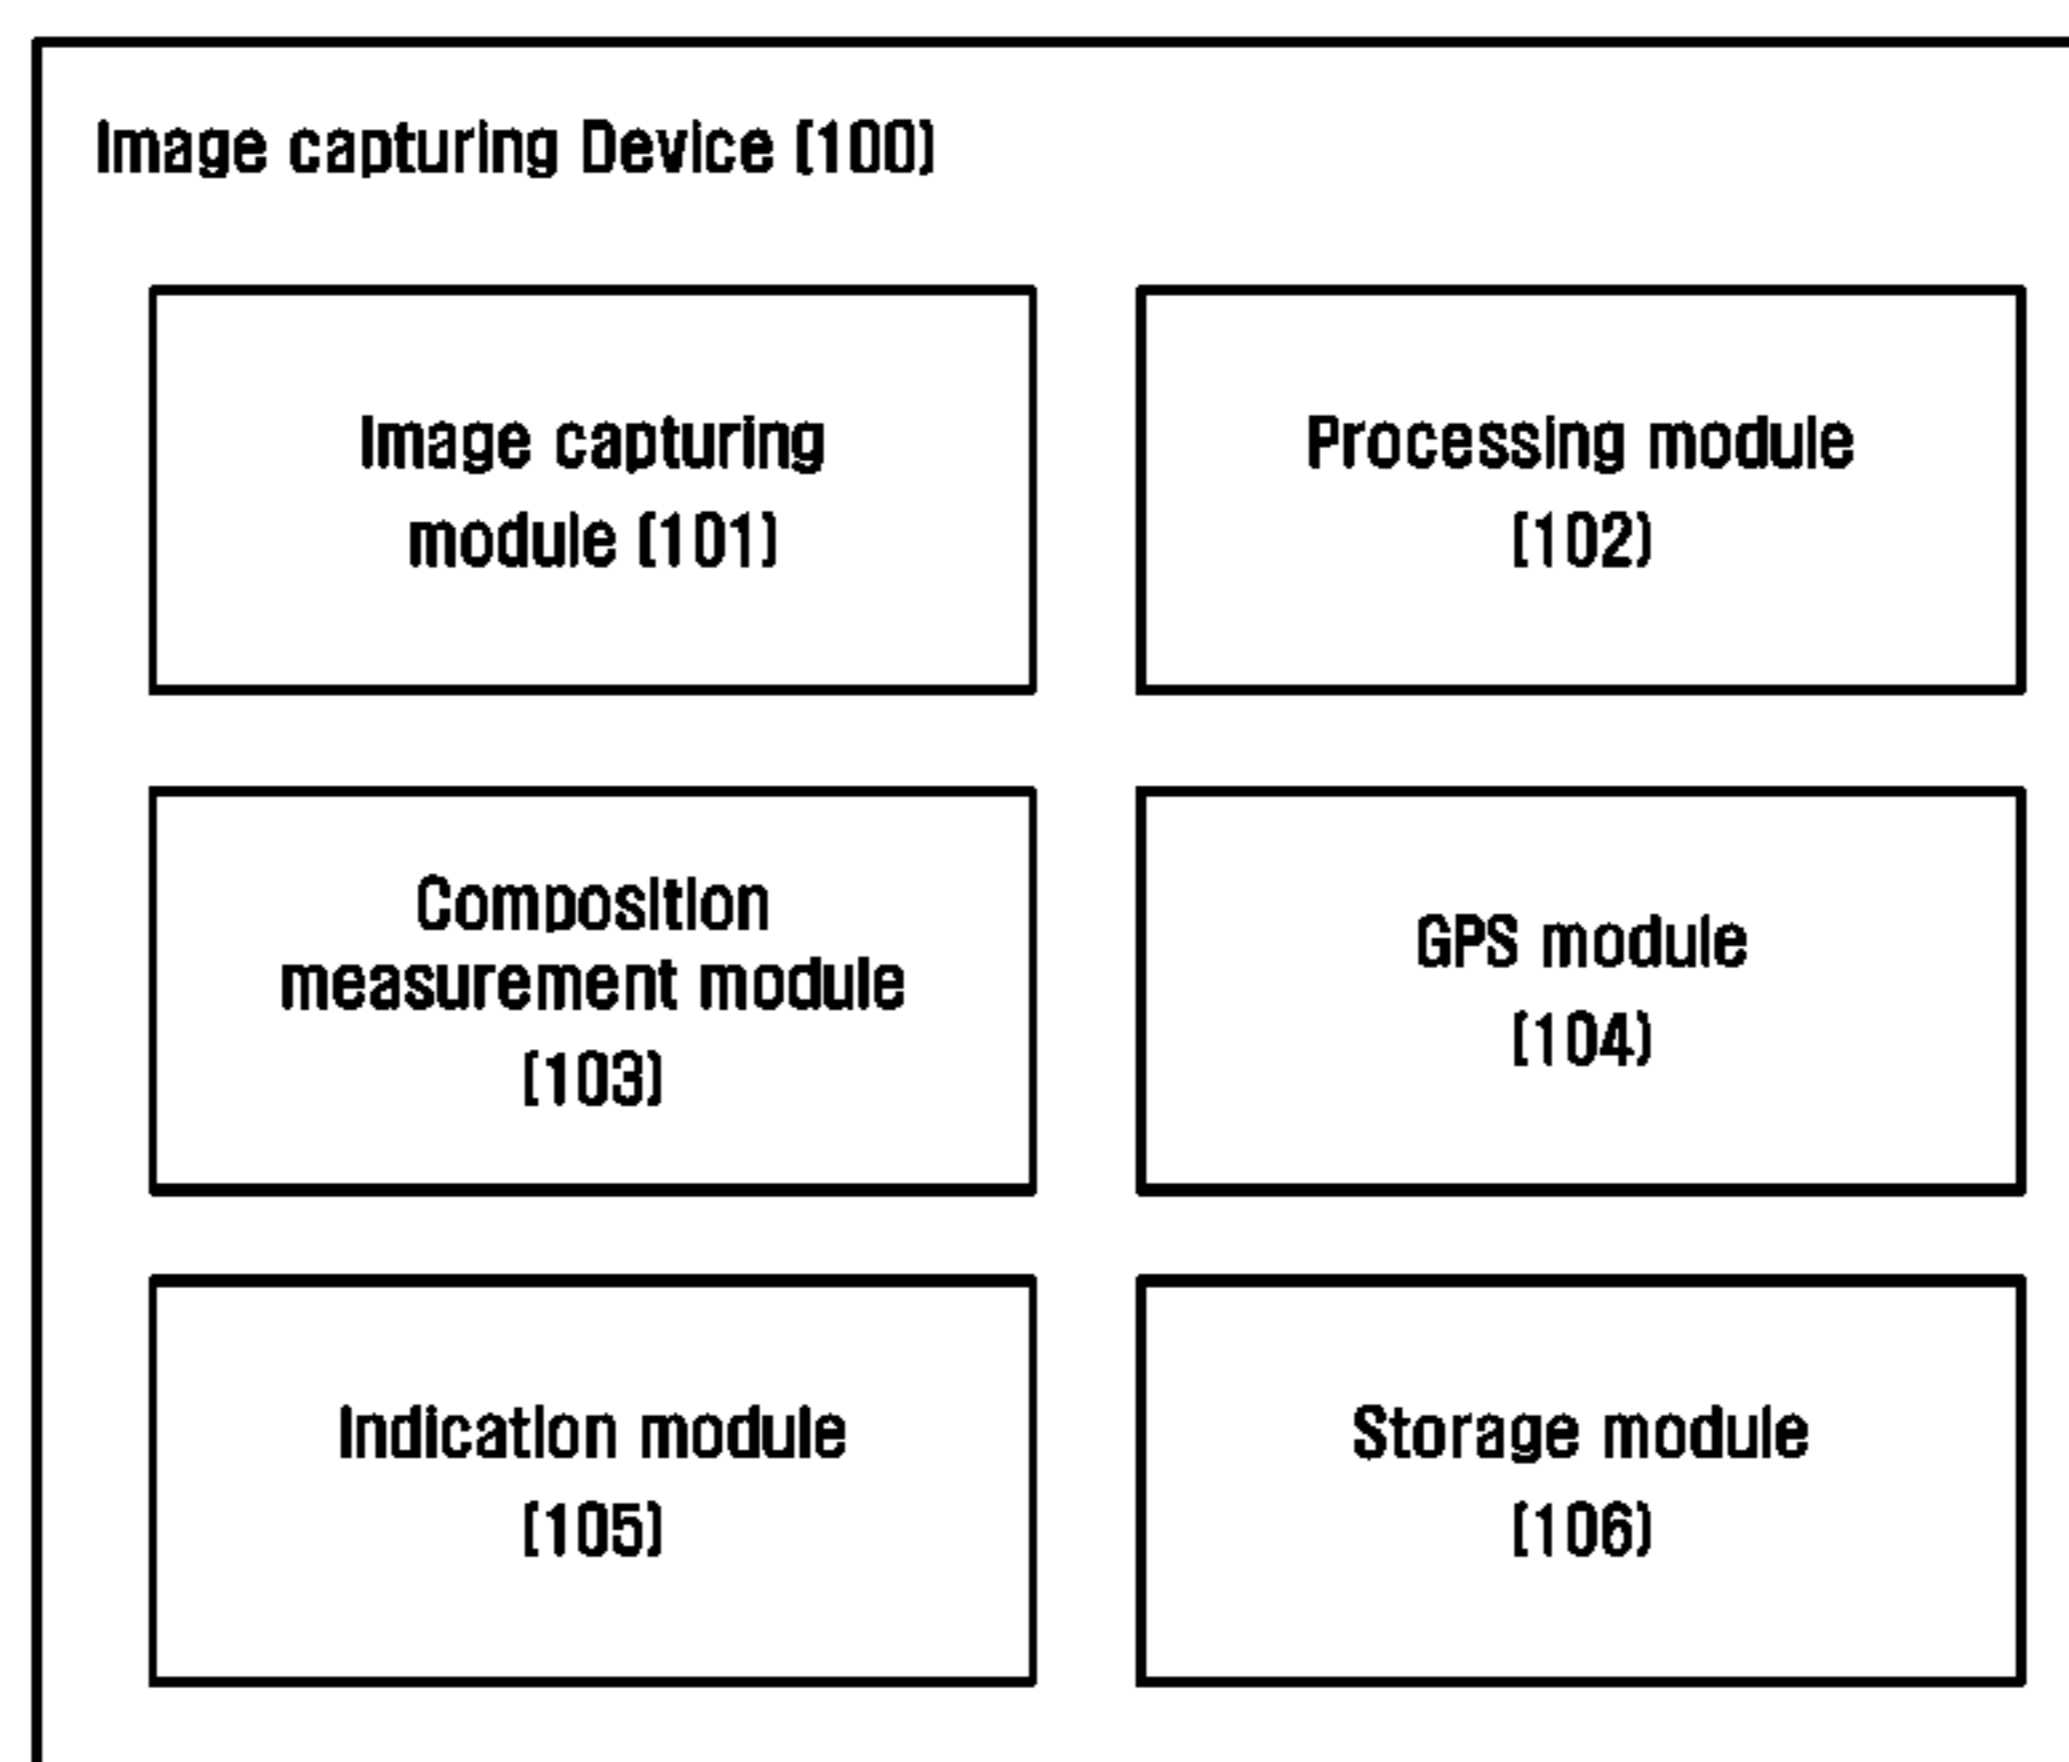 Image capturing Device (100)
Image capturing
module (101)
Processing module
(102)
Composition
measurement module
(103)
GPS module
(104)
Indication module
(105)
Storage module
(106)